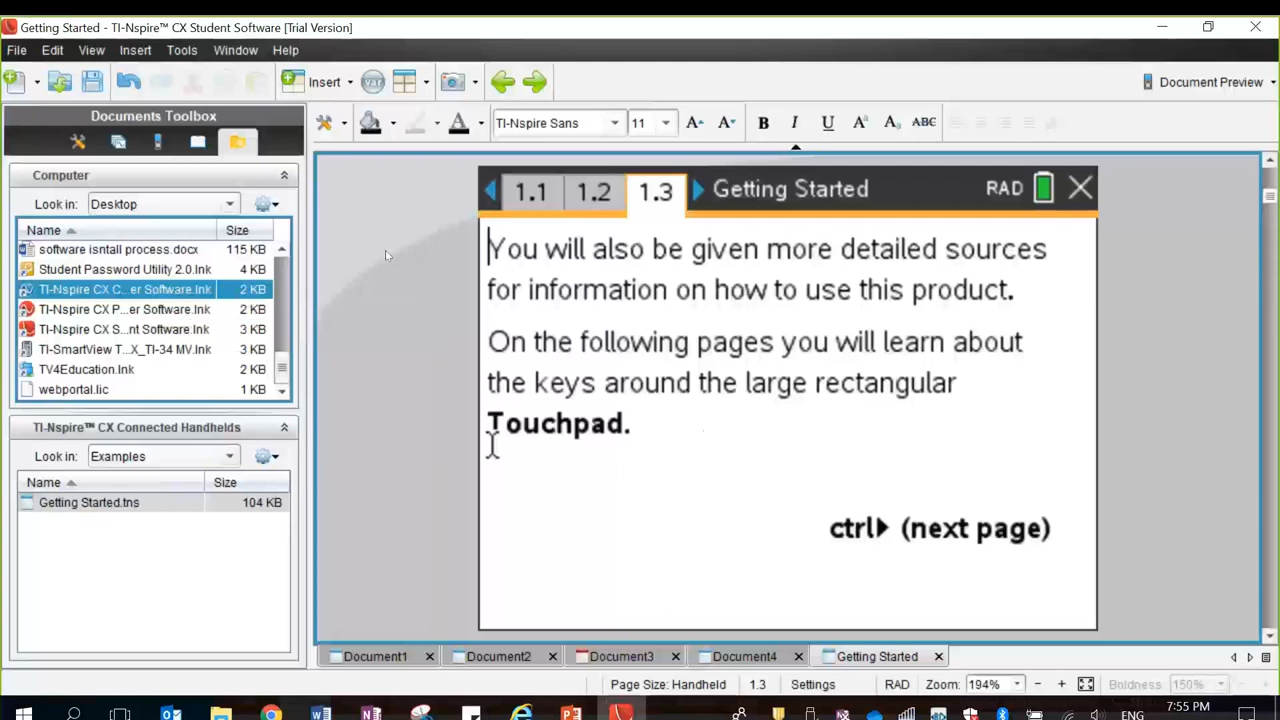 Getting Started - TI-Nspire™ CX Student Software [Trial Version]
File Edit View Insert Tools Window Help
Insert var Document Preview
Documents Toolbox
TI-Nspire Sans 11 B I U ABC
Computer
Look in: Desktop
Name Size
software isntall process.docx 115 KB
Student Password Utility 2.0.lnk 4 KB
TI-Nspire CX C...er Software.lnk 2 KB
TI-Nspire CX P...er Software.lnk 3 KB
TI-Nspire CX S...nt Software.lnk 3 KB
TI-SmartView T...X_TI-34 MV.lnk 3 KB
TV4Education.lnk 2 KB
webportal.lic 1 KB
TI-Nspire™ CX Connected Handhelds
Look in: Examples
Name Size
Getting Started.tns 104 KB
1.1 1.2 1.3 Getting Started RAD
You will also be given more detailed sources
for information on how to use this product.
On the following pages you will learn about
the keys around the large rectangular
Touchpad.
ctrl▶ (next page)
Document1 Document2 Document3 Document4 Getting Started
Page Size: Handheld 1.3 Settings RAD Zoom: 194% Boldness: 150%
ENG 7:55 PM